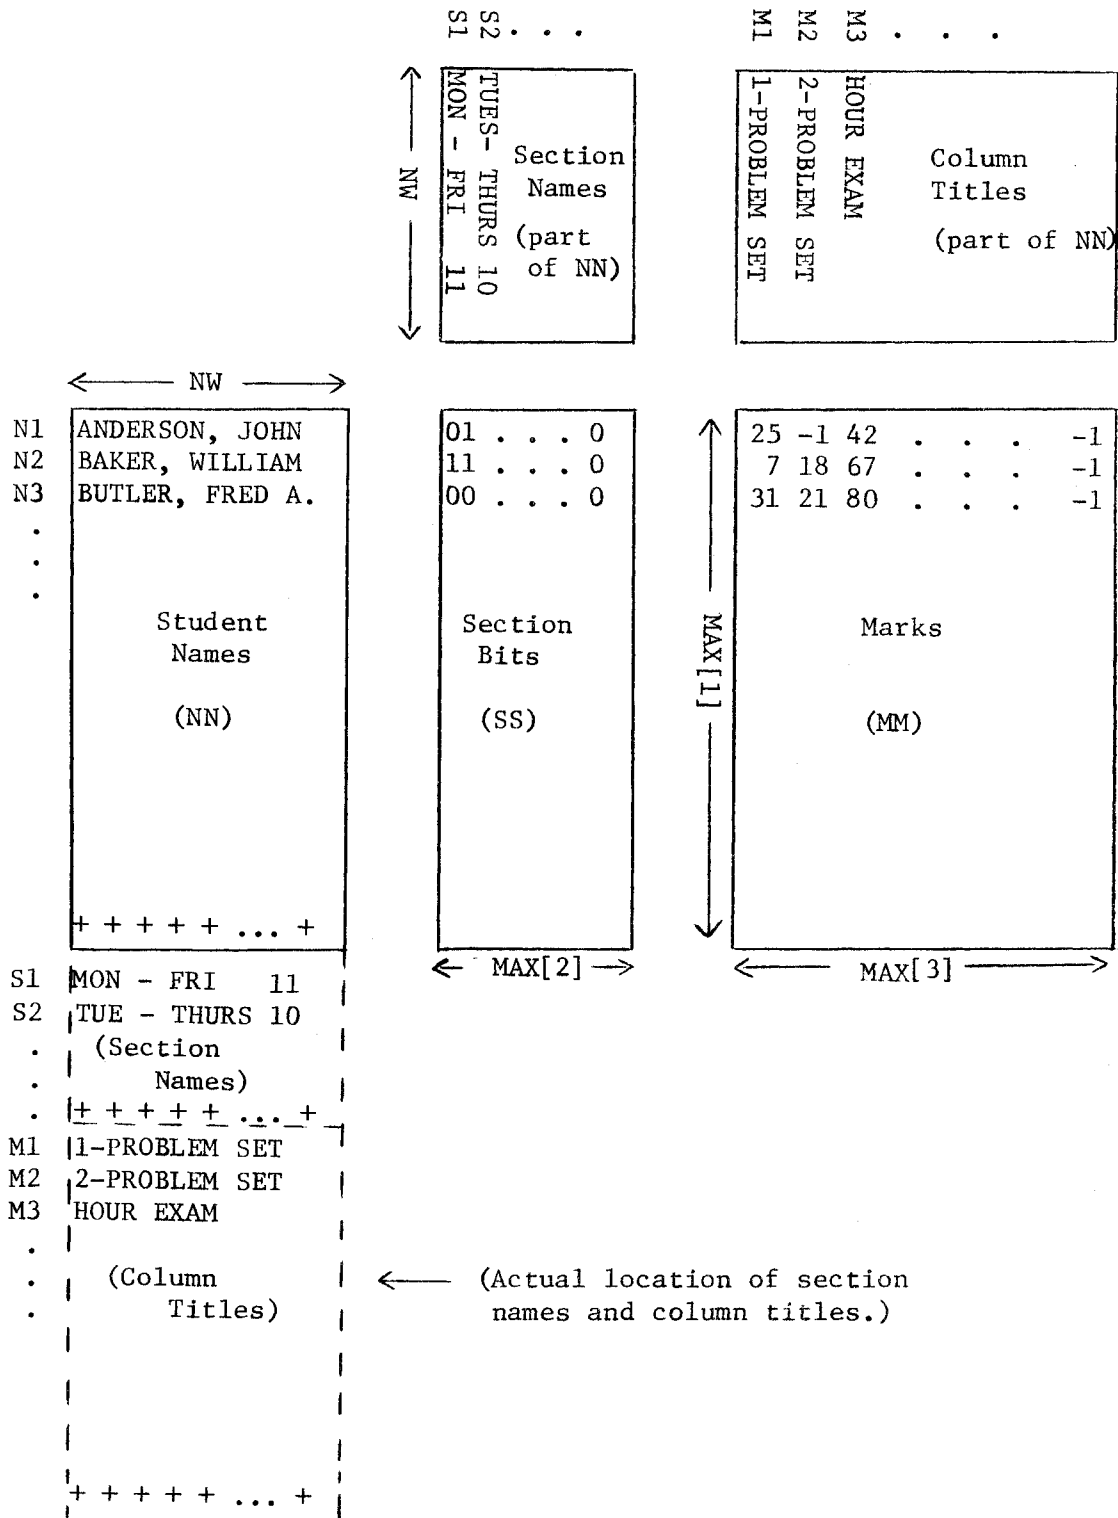 S1 S2 . . .
MON - FRI 11
TUES- THURS 10
Section
Names
(part
of NN)
NW
M1 M2 M3 . . .
1-PROBLEM SET
2-PROBLEM SET
HOUR EXAM
Column
Titles
(part of NN)
NW
N1 ANDERSON, JOHN
N2 BAKER, WILLIAM
N3 BUTLER, FRED A.
.
.
.
Student
Names
(NN)
+ + + + + ... +
01 . . . 0
11 . . . 0
00 . . . 0
Section
Bits
(SS)
MAX[2]
MAX[1]
25 -1 42 . . . -1
7 18 67 . . . -1
31 21 80 . . . -1
Marks
(MM)
MAX[3]
S1 MON - FRI 11
S2 TUE - THURS 10
. (Section
. Names)
. + + + + + ... +
M1 1-PROBLEM SET
M2 2-PROBLEM SET
M3 HOUR EXAM
.
. (Column
. Titles)
(Actual location of section
names and column titles.)
+ + + + + ... +